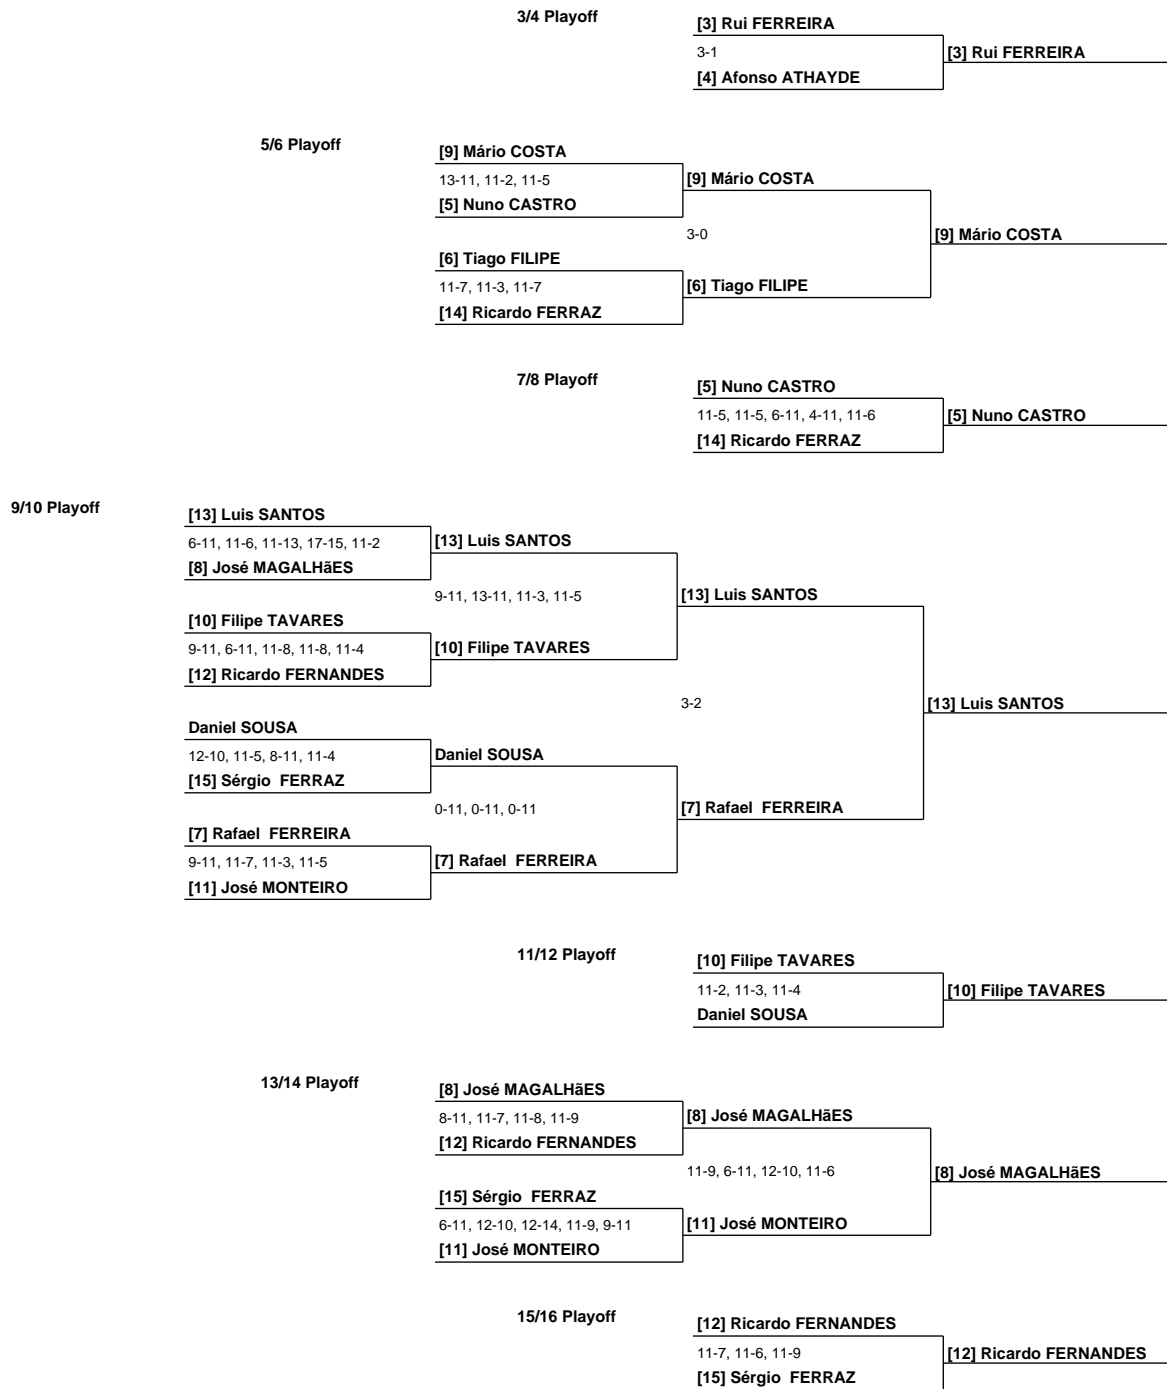 3/4 Playoff
[3] Rui FERREIRA
3-1
[3] Rui FERREIRA
[4] Afonso ATHAYDE
5/6 Playoff
[9] Mário COSTA
13-11, 11-2, 11-5
[9] Mário COSTA
[5] Nuno CASTRO
3-0
[9] Mário COSTA
[6] Tiago FILIPE
11-7, 11-3, 11-7
[6] Tiago FILIPE
[14] Ricardo FERRAZ
7/8 Playoff
[5] Nuno CASTRO
11-5, 11-5, 6-11, 4-11, 11-6
[5] Nuno CASTRO
[14] Ricardo FERRAZ
9/10 Playoff
[13] Luis SANTOS
6-11, 11-6, 11-13, 17-15, 11-2
[13] Luis SANTOS
[8] José MAGALHãES
9-11, 13-11, 11-3, 11-5
[13] Luis SANTOS
[10] Filipe TAVARES
9-11, 6-11, 11-8, 11-8, 11-4
[10] Filipe TAVARES
[12] Ricardo FERNANDES
3-2
[13] Luis SANTOS
Daniel SOUSA
12-10, 11-5, 8-11, 11-4
Daniel SOUSA
[15] Sérgio  FERRAZ
0-11, 0-11, 0-11
[7] Rafael  FERREIRA
[7] Rafael  FERREIRA
9-11, 11-7, 11-3, 11-5
[7] Rafael  FERREIRA
[11] José MONTEIRO
11/12 Playoff
[10] Filipe TAVARES
11-2, 11-3, 11-4
[10] Filipe TAVARES
Daniel SOUSA
13/14 Playoff
[8] José MAGALHãES
8-11, 11-7, 11-8, 11-9
[8] José MAGALHãES
[12] Ricardo FERNANDES
11-9, 6-11, 12-10, 11-6
[8] José MAGALHãES
[15] Sérgio  FERRAZ
6-11, 12-10, 12-14, 11-9, 9-11
[11] José MONTEIRO
[11] José MONTEIRO
15/16 Playoff
[12] Ricardo FERNANDES
11-7, 11-6, 11-9
[12] Ricardo FERNANDES
[15] Sérgio  FERRAZ